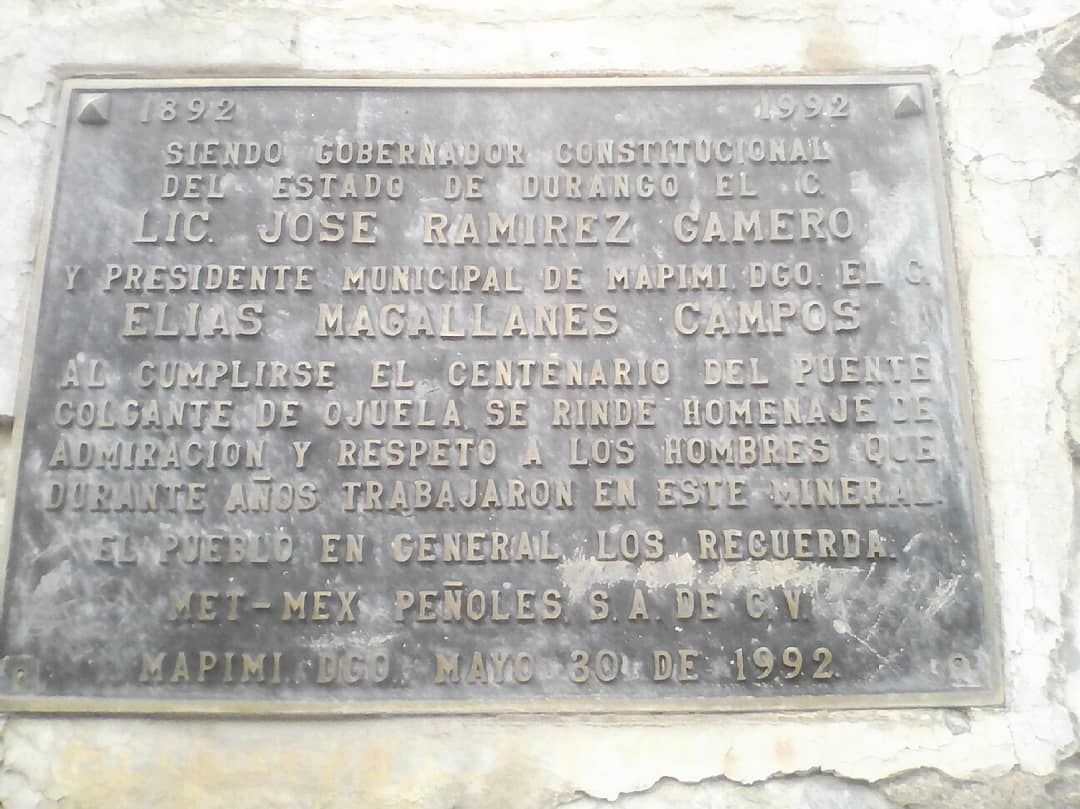 1892 1992
SIENDO GOBERNADOR CONSTITUCIONAL
DEL ESTADO DE DURANGO EL C.
LIC. JOSE RAMIREZ GAMERO
Y PRESIDENTE MUNICIPAL DE MAPIMI, DGO. EL C.
ELIAS MAGALLANES CAMPOS
AL CUMPLIRSE EL CENTENARIO DEL PUENTE
COLGANTE DE OJUELA SE RINDE HOMENAJE DE
ADMIRACION Y RESPETO A LOS HOMBRES QUE
DURANTE AÑOS TRABAJARON EN ESTE MINERAL.
EL PUEBLO EN GENERAL LOS RECUERDA.
MET-MEX PEÑOLES, S.A. DE C.V.
MAPIMI DGO. MAYO 30 DE 1992.